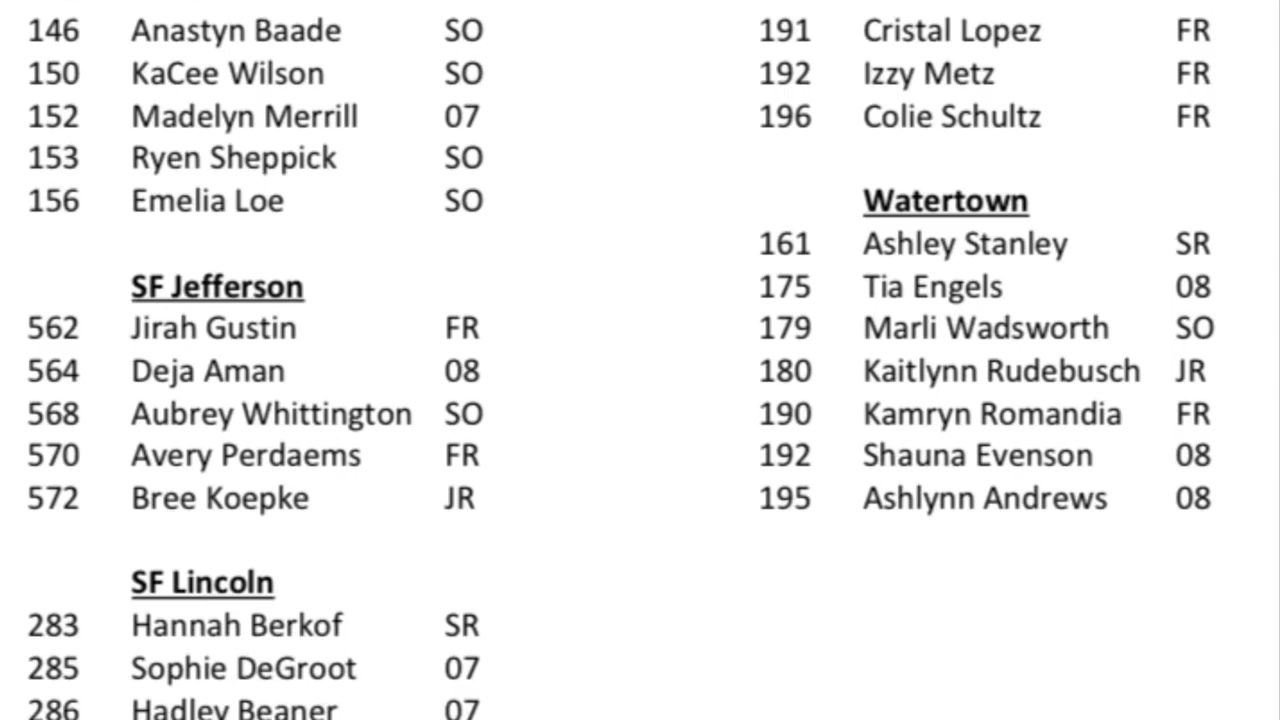 146 Anastyn Baade SO
150 KaCee Wilson SO
152 Madelyn Merrill 07
153 Ryen Sheppick SO
156 Emelia Loe SO
SF Jefferson
562 Jirah Gustin FR
564 Deja Aman 08
568 Aubrey Whittington SO
570 Avery Perdaems FR
572 Bree Koepke JR
SF Lincoln
283 Hannah Berkof SR
285 Sophie DeGroot 07
286 Hadley Beaner 07
191 Cristal Lopez FR
192 Izzy Metz FR
196 Colie Schultz FR
Watertown
161 Ashley Stanley SR
175 Tia Engels 08
179 Marli Wadsworth SO
180 Kaitlynn Rudebusch JR
190 Kamryn Romandia FR
192 Shauna Evenson 08
195 Ashlynn Andrews 08